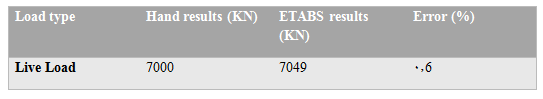 Load type Hand results (KN) ETABS results (KN) Error (%)
Live Load 7000 7049 ٠,6